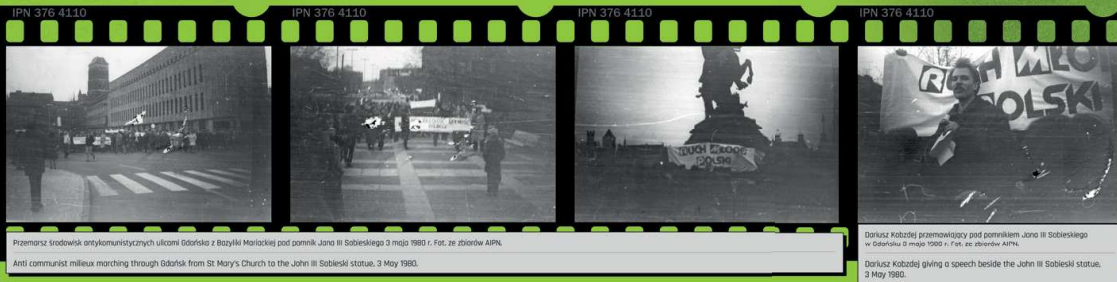 IPN 376 4110
IPN 376 4110
IPN 376 4110
IPN 376 4110
RUCH MŁODEJ
POLSKI
RUCH MŁO
POLSKI
Przemarsz środowisk antykomunistycznych ulicami Gdańska z Bazyliki Mariackiej pod pomnik Jana III Sobieskiego 3 maja 1980 r. Fot. ze zbiorów AIPN.
Anti communist milieux marching through Gdańsk from St Mary's Church to the John III Sobieski statue, 3 May 1980.
Dariusz Kobzdej przemawiający pod pomnikiem Jana III Sobieskiego
w Gdańsku 3 maja 1980 r. Fot. ze zbiorów AIPN.
Dariusz Kobzdej giving a speech beside the John III Sobieski statue,
3 May 1980.